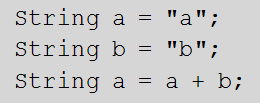 String a = "a";
String b = "b";
String a = a + b;